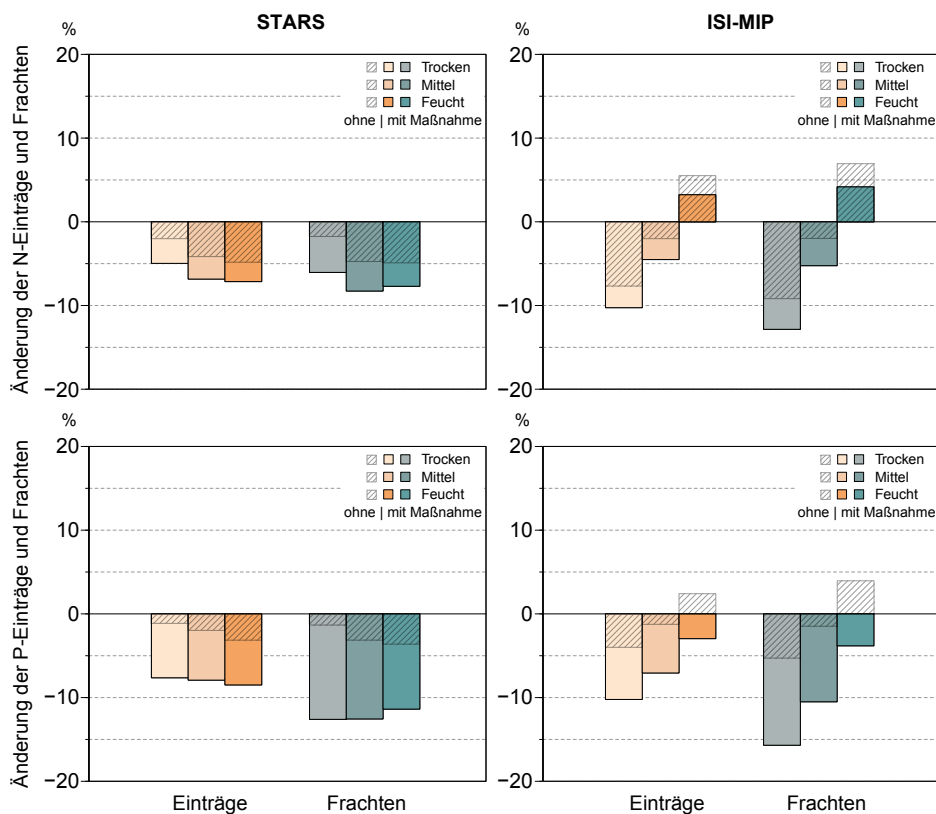 STARS
ISI-MIP
%
%
Änderung der N-Einträge und Frachten
20
10
0
−10
−20
Trocken
Mittel
Feucht
ohne | mit Maßnahme
20
10
0
−10
−20
Trocken
Mittel
Feucht
ohne | mit Maßnahme
%
%
Änderung der P-Einträge und Frachten
20
10
0
−10
−20
Trocken
Mittel
Feucht
ohne | mit Maßnahme
20
10
0
−10
−20
Trocken
Mittel
Feucht
ohne | mit Maßnahme
Einträge
Frachten
Einträge
Frachten